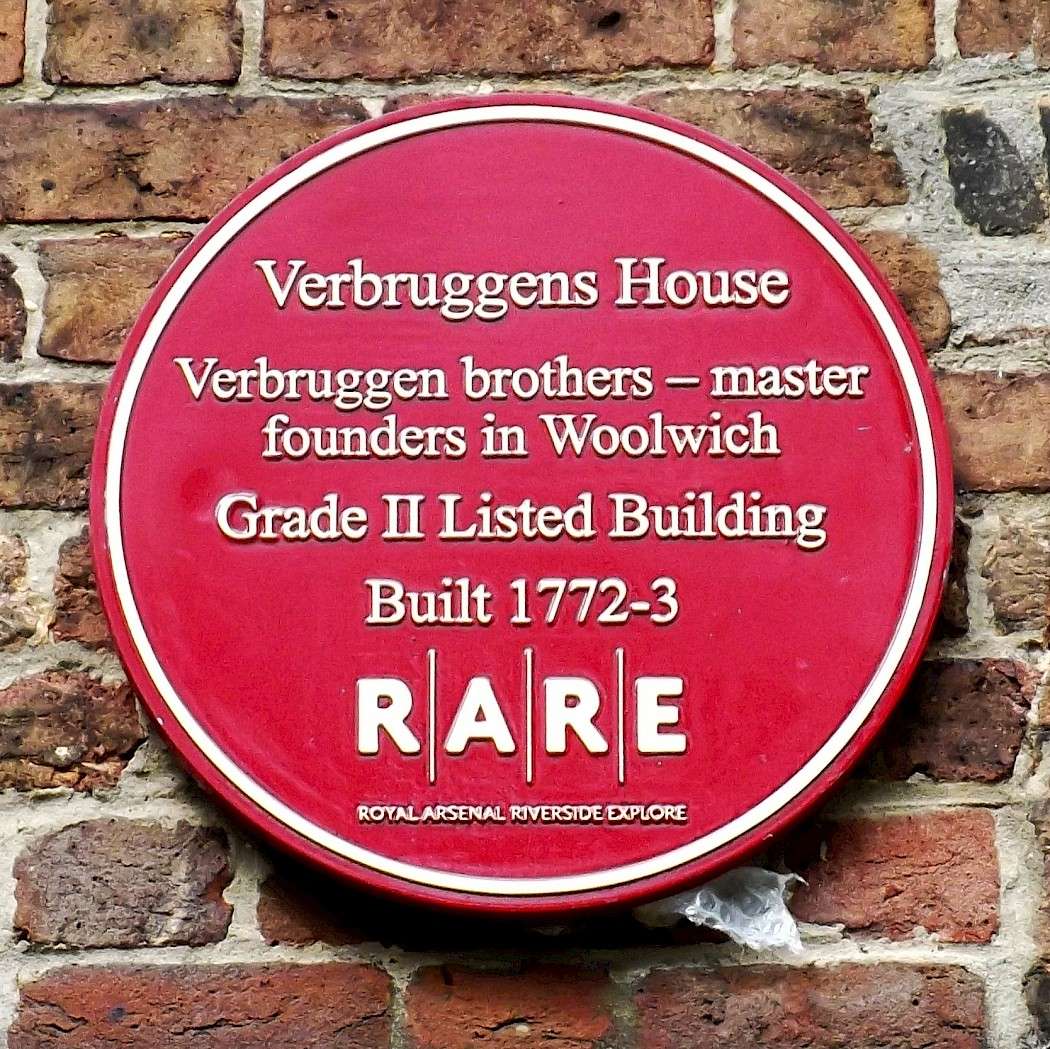 Verbruggens House
Verbruggen brothers – master
founders in Woolwich
Grade II Listed Building
Built 1772-3
R|A|R|E
ROYAL ARSENAL RIVERSIDE EXPLORE